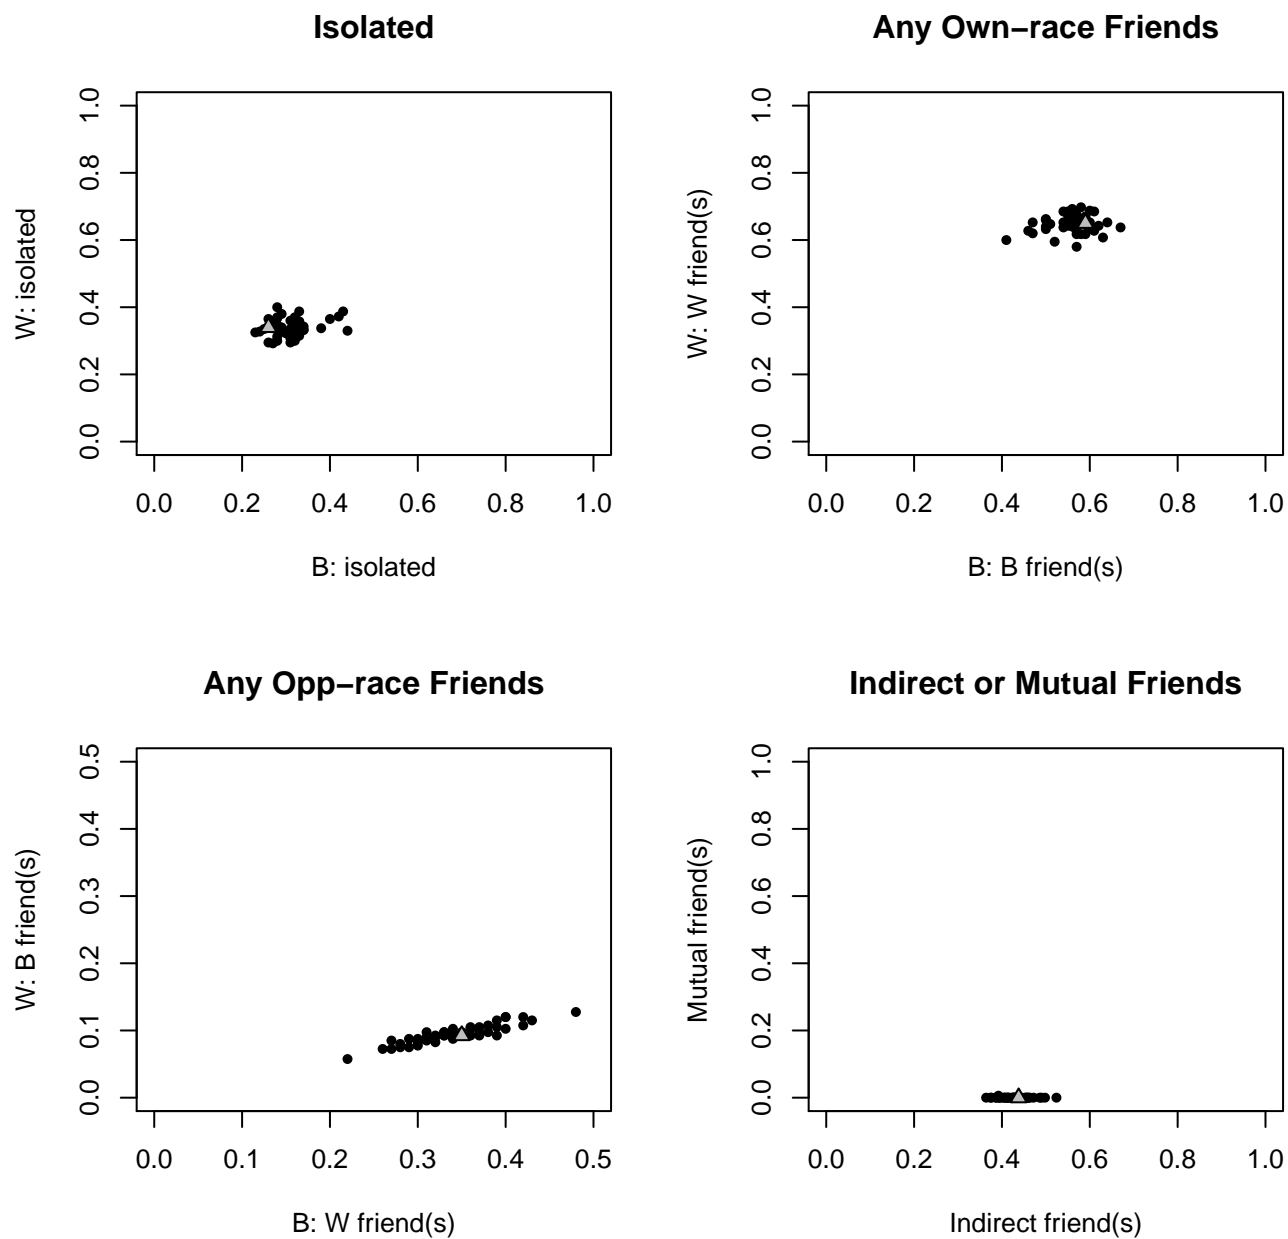 Isolated
W: isolated
1.0
0.8
0.6
0.4
0.2
0.0
0.0 0.2 0.4 0.6 0.8 1.0
B: isolated
Any Own−race Friends
W: W friend(s)
1.0
0.8
0.6
0.4
0.2
0.0
0.0 0.2 0.4 0.6 0.8 1.0
B: B friend(s)
Any Opp−race Friends
W: B friend(s)
0.5
0.4
0.3
0.2
0.1
0.0
0.0 0.1 0.2 0.3 0.4 0.5
B: W friend(s)
Indirect or Mutual Friends
Mutual friend(s)
1.0
0.8
0.6
0.4
0.2
0.0
0.0 0.2 0.4 0.6 0.8 1.0
Indirect friend(s)